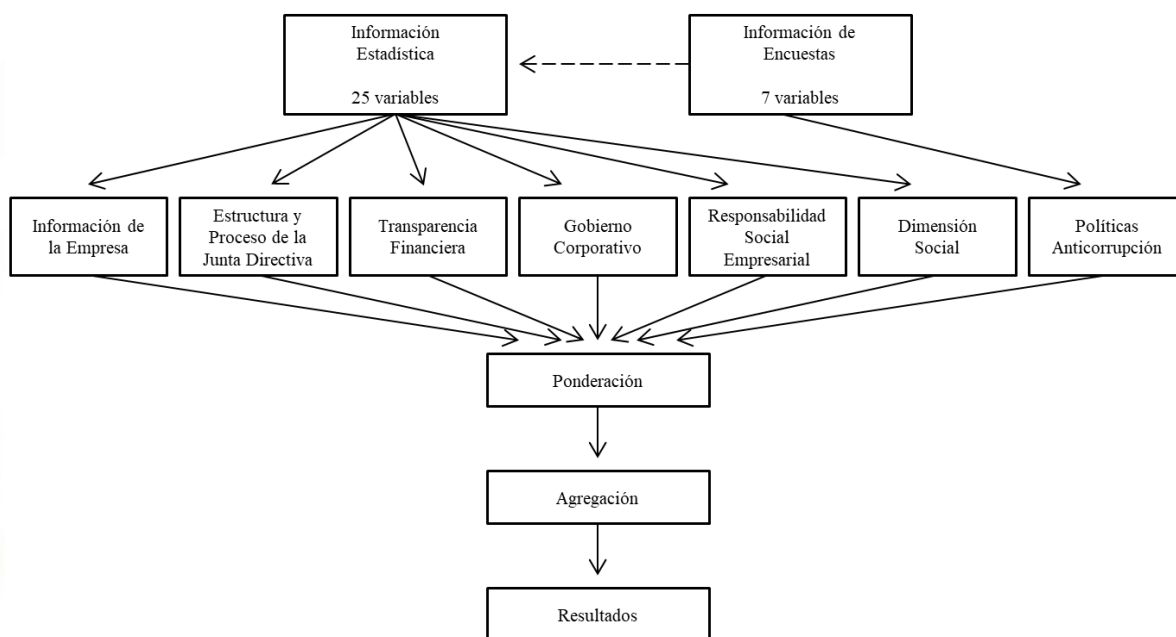 Información
Estadística
25 variables
Información de
Encuestas
7 variables
Información de
la Empresa
Estructura y
Proceso de la
Junta Directiva
Transparencia
Financiera
Gobierno
Corporativo
Responsabilidad
Social
Empresarial
Dimensión
Social
Políticas
Anticorrupción
Ponderación
Agregación
Resultados